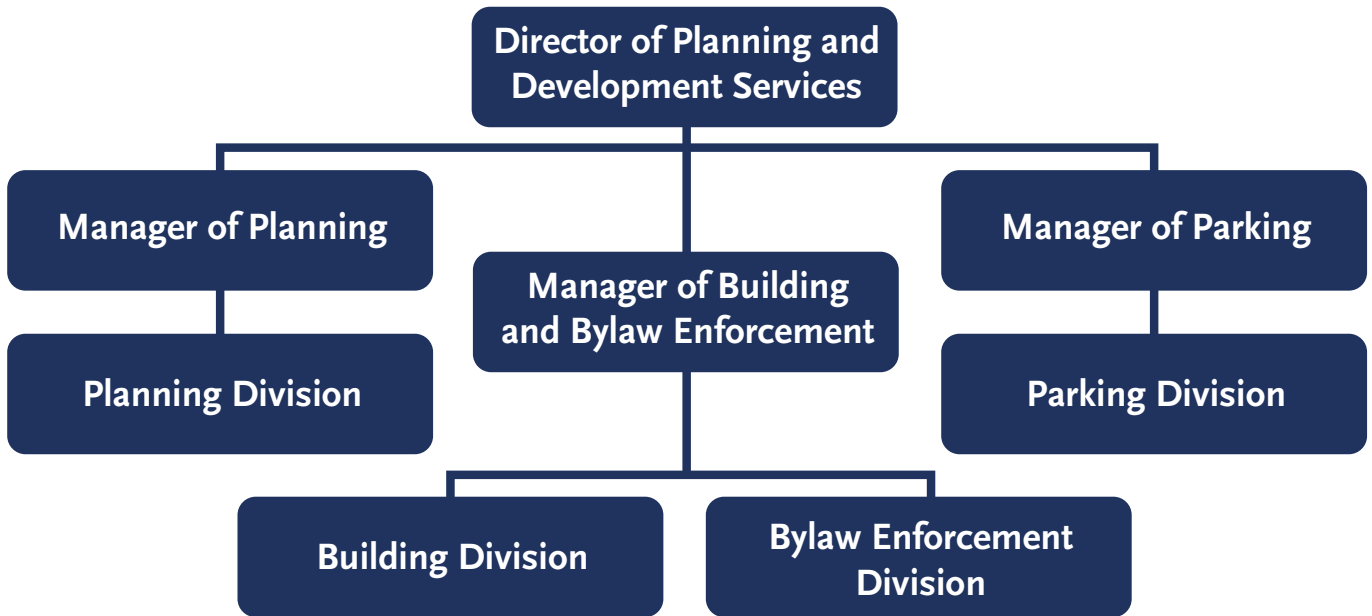 Director of Planning and
Development Services
Manager of Planning
Manager of Building
and Bylaw Enforcement
Manager of Parking
Planning Division
Parking Division
Building Division
Bylaw Enforcement
Division